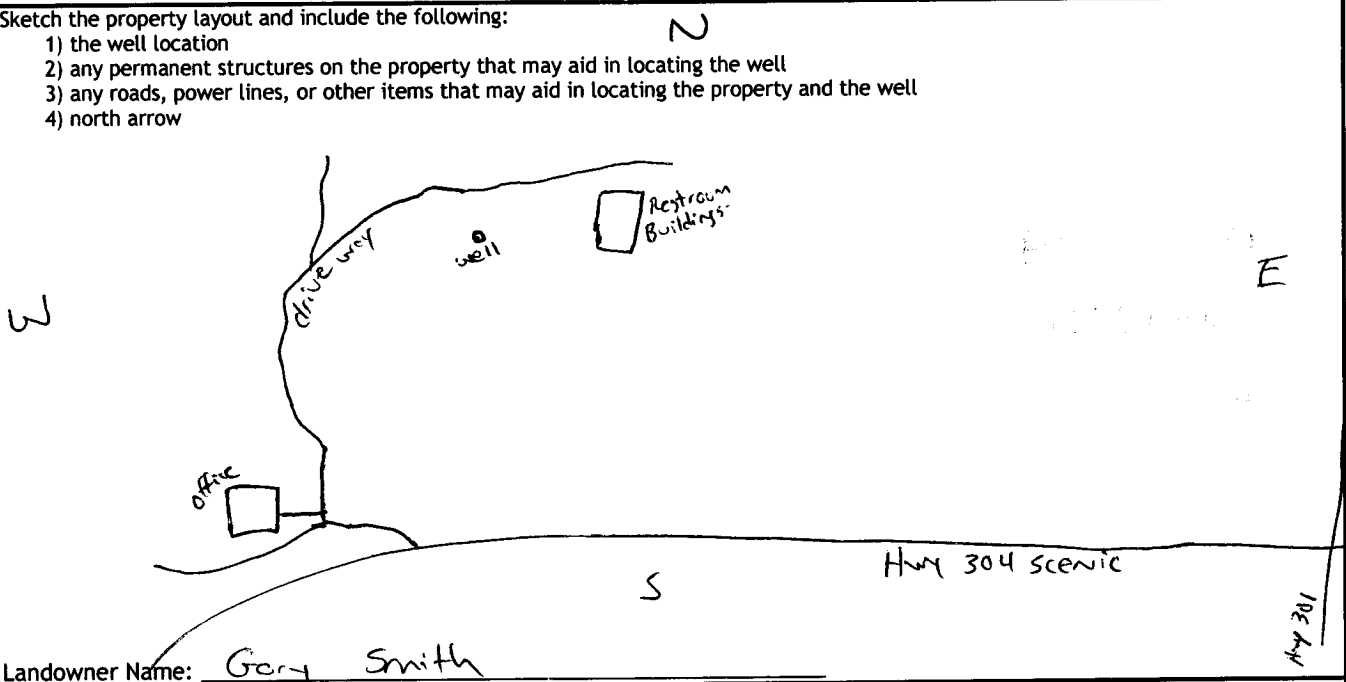 Sketch the property layout and include the following:
N
1) the well location
2) any permanent structures on the property that may aid in locating the well
3) any roads, power lines, or other items that may aid in locating the property and the well
4) north arrow
Restroom
Buildings.
drive way
well
E
W
office
Hwy 304 Scenic
S
Hwy 301
Landowner Name: Gary Smith